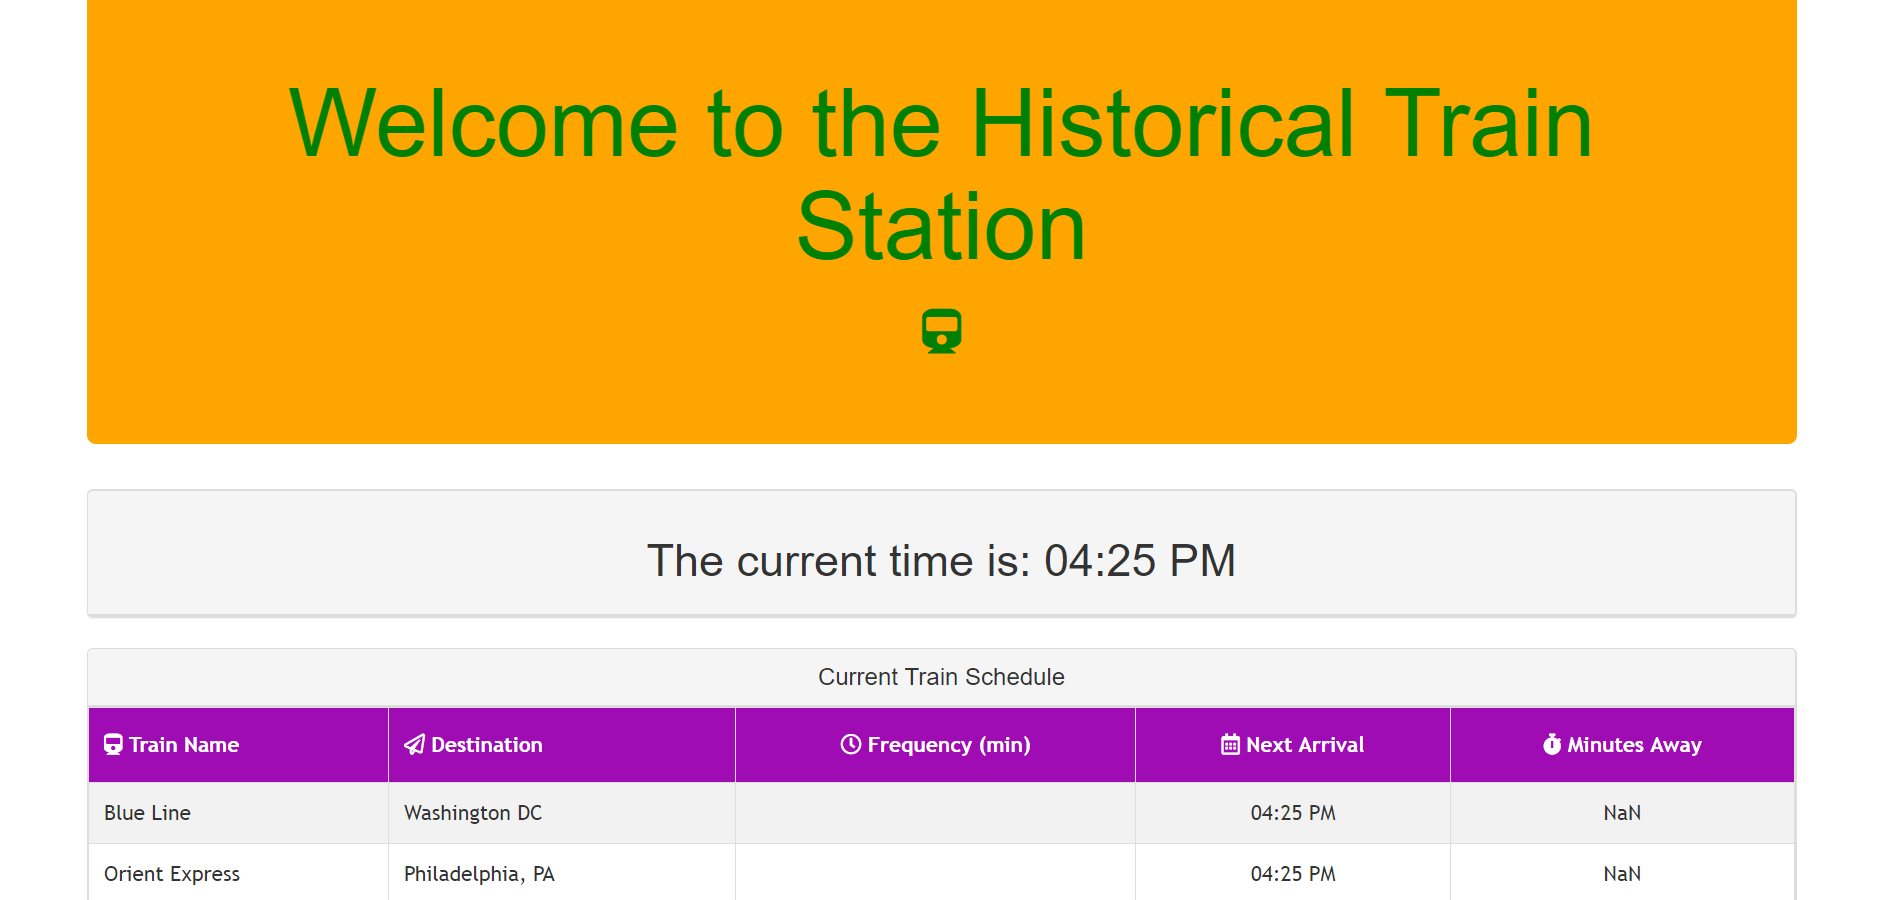 Welcome to the Historical Train
Station
The current time is: 04:25 PM
Current Train Schedule
Train Name Destination Frequency (min) Next Arrival Minutes Away
Blue Line Washington DC 04:25 PM NaN
Orient Express Philadelphia, PA 04:25 PM NaN